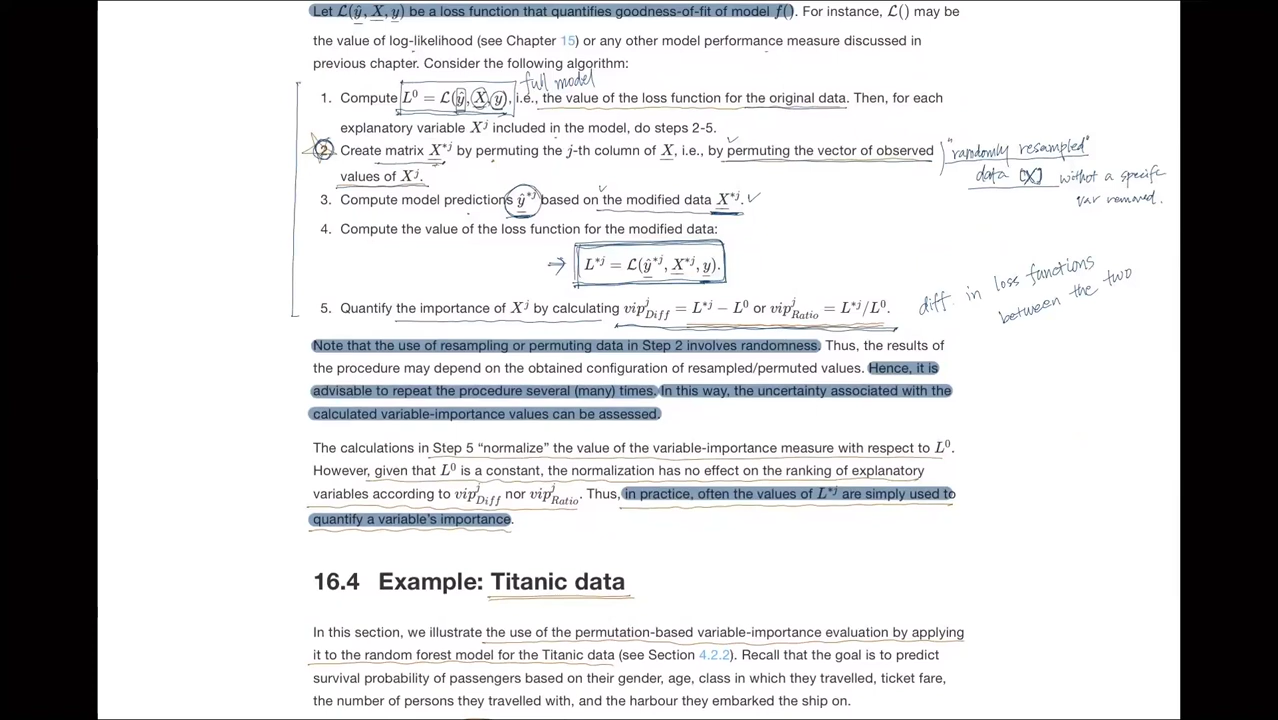 Let L(ŷ, X, y) be a loss function that quantifies goodness-of-fit of model f(). For instance, L() may be
the value of log-likelihood (see Chapter 15) or any other model performance measure discussed in
previous chapter. Consider the following algorithm:
full model
1. Compute L⁰ = L(ŷ, X, y), i.e., the value of the loss function for the original data. Then, for each
explanatory variable Xʲ included in the model, do steps 2-5.
2. Create matrix X*ʲ by permuting the j-th column of X, i.e., by permuting the vector of observed
values of Xʲ.
"randomly resampled"
data [X] without a specific
var removed.
3. Compute model predictions ŷ*ʲ based on the modified data X*ʲ.
4. Compute the value of the loss function for the modified data:
→ L*ʲ = L(ŷ*ʲ, X*ʲ, y).
5. Quantify the importance of Xʲ by calculating vipʲ_Diff = L*ʲ − L⁰ or vipʲ_Ratio = L*ʲ/L⁰.
diff. in loss functions
between the two
Note that the use of resampling or permuting data in Step 2 involves randomness. Thus, the results of
the procedure may depend on the obtained configuration of resampled/permuted values. Hence, it is
advisable to repeat the procedure several (many) times. In this way, the uncertainty associated with the
calculated variable-importance values can be assessed.
The calculations in Step 5 “normalize” the value of the variable-importance measure with respect to L⁰.
However, given that L⁰ is a constant, the normalization has no effect on the ranking of explanatory
variables according to vipʲ_Diff nor vipʲ_Ratio. Thus, in practice, often the values of L*ʲ are simply used to
quantify a variable’s importance.
16.4 Example: Titanic data
In this section, we illustrate the use of the permutation-based variable-importance evaluation by applying
it to the random forest model for the Titanic data (see Section 4.2.2). Recall that the goal is to predict
survival probability of passengers based on their gender, age, class in which they travelled, ticket fare,
the number of persons they travelled with, and the harbour they embarked the ship on.